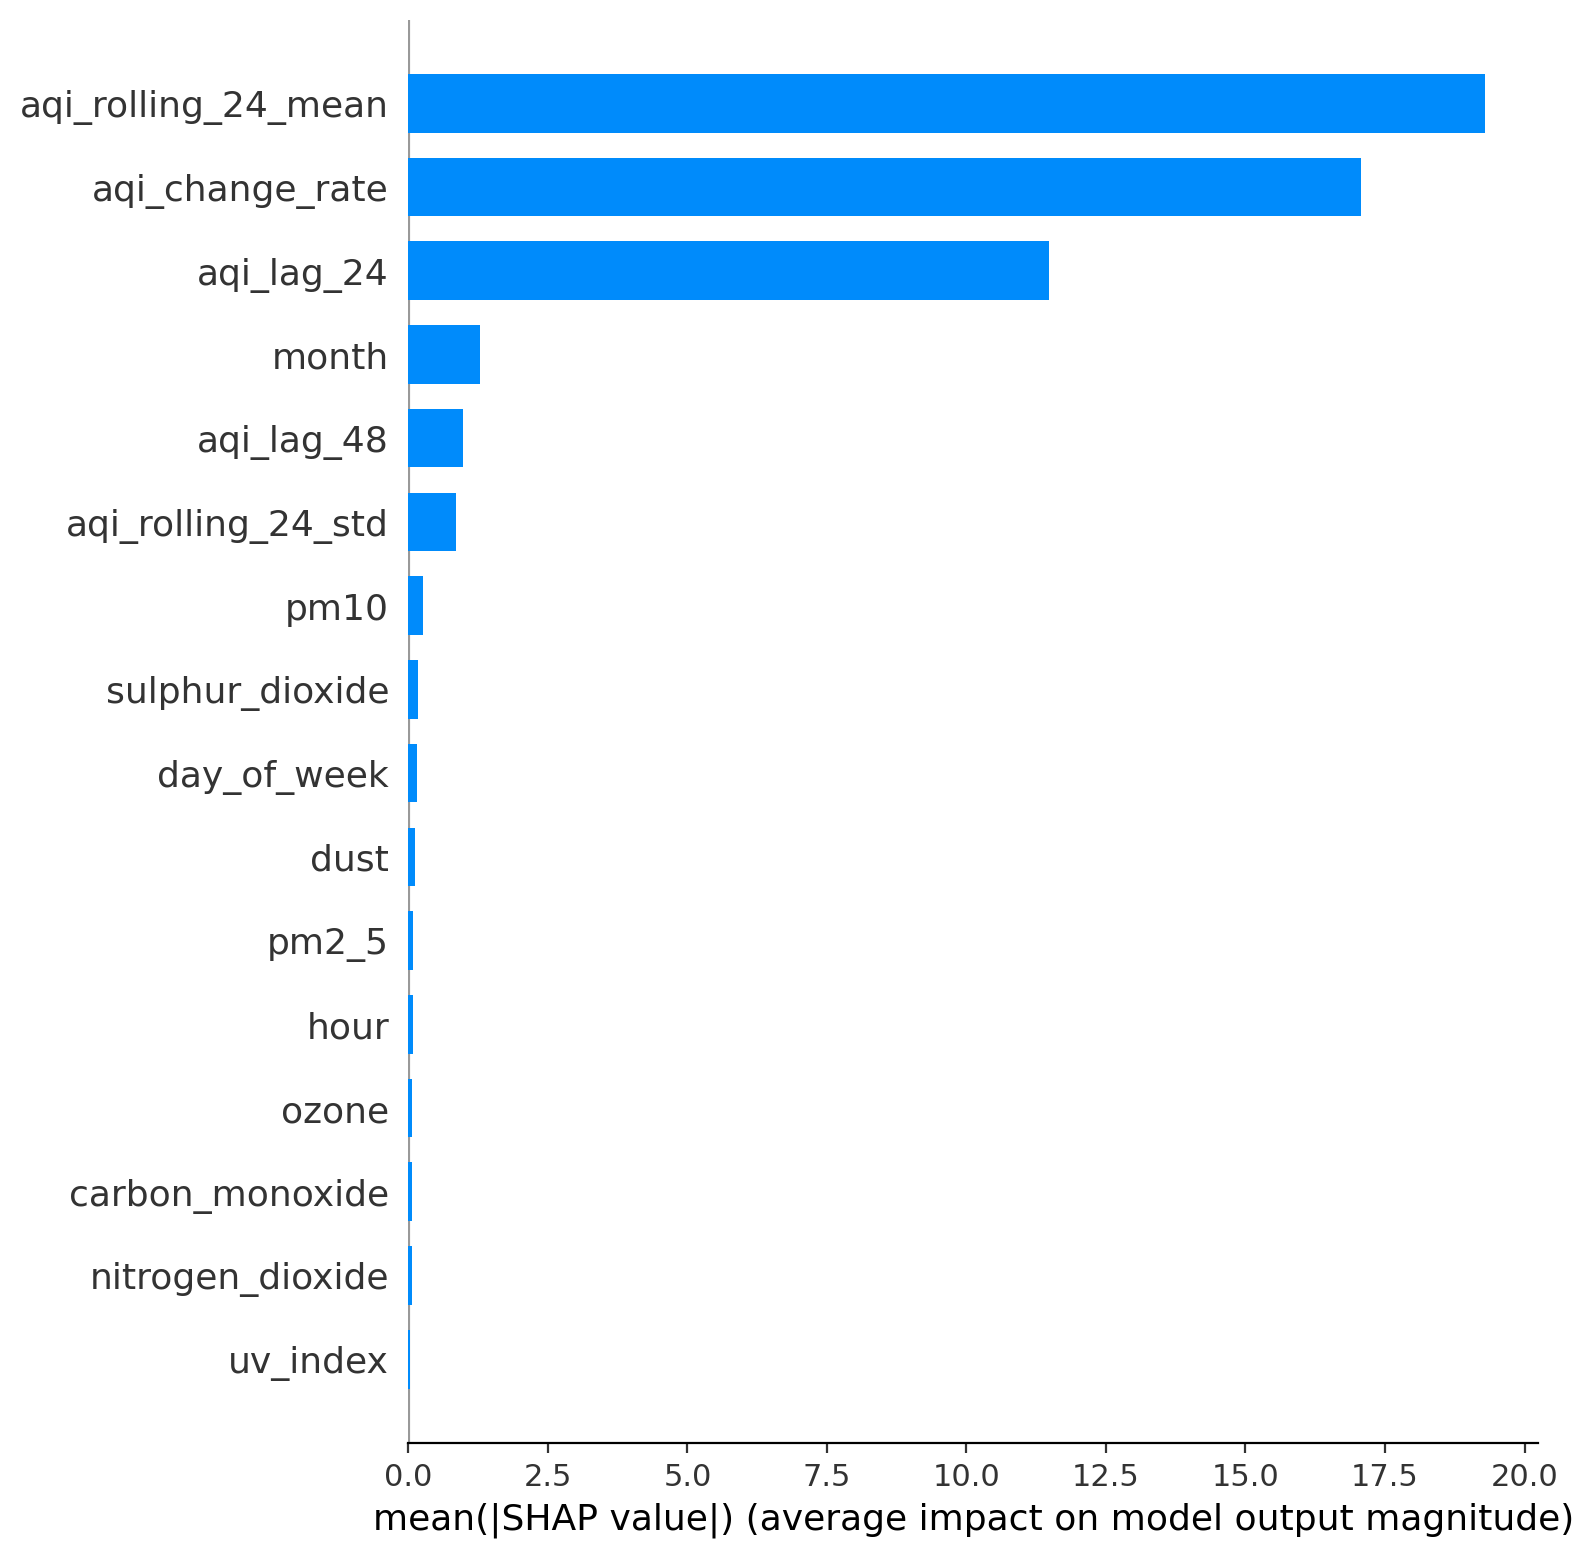 aqi_rolling_24_mean
aqi_change_rate
aqi_lag_24
month
aqi_lag_48
aqi_rolling_24_std
pm10
sulphur_dioxide
day_of_week
dust
pm2_5
hour
ozone
carbon_monoxide
nitrogen_dioxide
uv_index
0.0 2.5 5.0 7.5 10.0 12.5 15.0 17.5 20.0
mean(|SHAP value|) (average impact on model output magnitude)